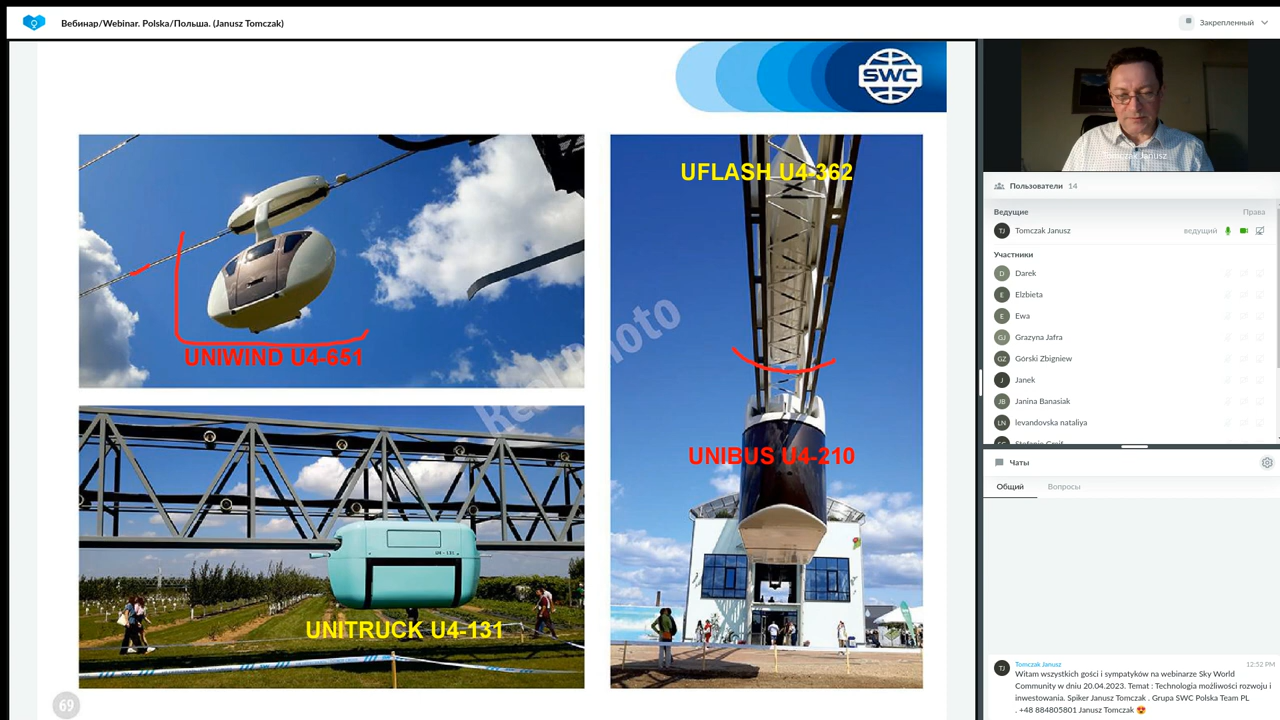 Вебинар/Webinar. Polska/Польша. (Janusz Tomczak)
Закрепленный
SWC
UNIWIND U4-651
UFLASH U4-362
UNIBUS U4-210
UNITRUCK U4-131
69
Tomczak Janusz
Пользователи 14
Ведущие Права
TJ Tomczak Janusz ведущий
Участники
D Darek
E Elzbieta
E Ewa
GJ Grazyna Jafra
GZ Górski Zbigniew
J Janek
JB Janina Banasiak
LN levandovska nataliya
Чаты
Общий Вопросы
TJ Tomczak Janusz 12:52 PM
Witam wszystkich gości i sympatyków na webinarze Sky World
Community w dniu 20.04.2023. Temat : Technologia możliwości rozwoju i
inwestowania. Spiker Janusz Tomczak . Grupa SWC Polska Team PL
. +48 884805801 Janusz Tomczak 😍